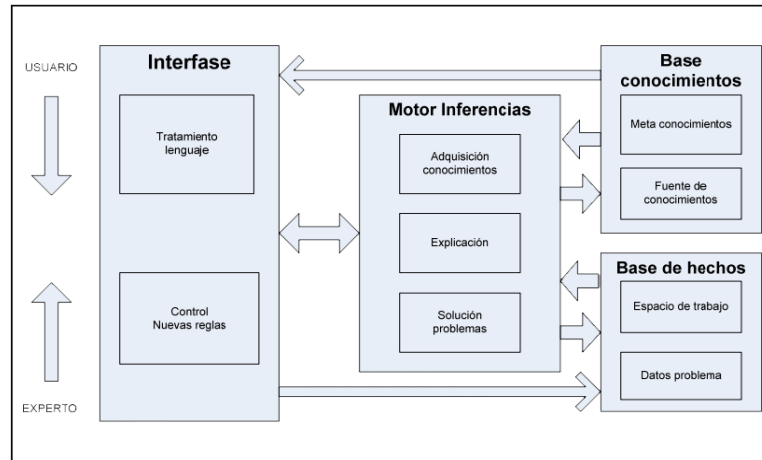 USUARIO
Interfase
Tratamiento
lenguaje
Control
Nuevas reglas
EXPERTO
Motor Inferencias
Adquisición
conocimientos
Explicación
Solución
problemas
Base
conocimientos
Meta conocimientos
Fuente de
conocimientos
Base de hechos
Espacio de trabajo
Datos problema